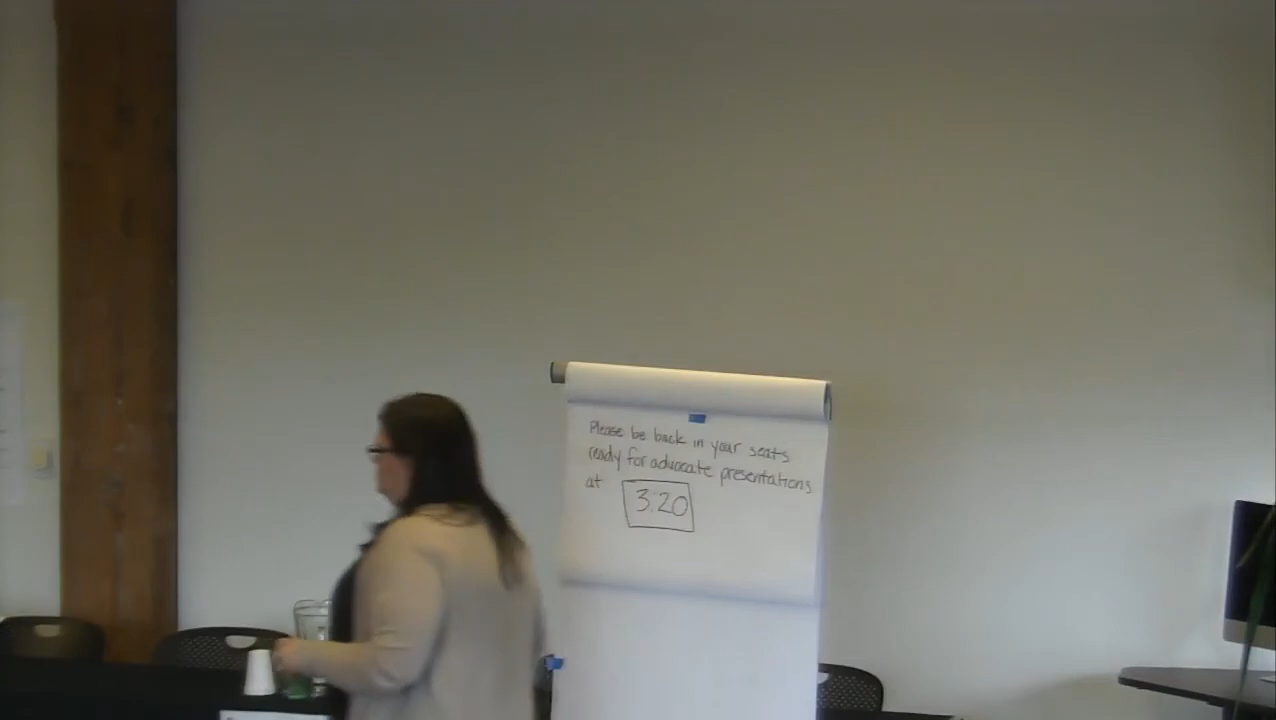 Please be back in your seats
ready for advocate presentations
at 3:20